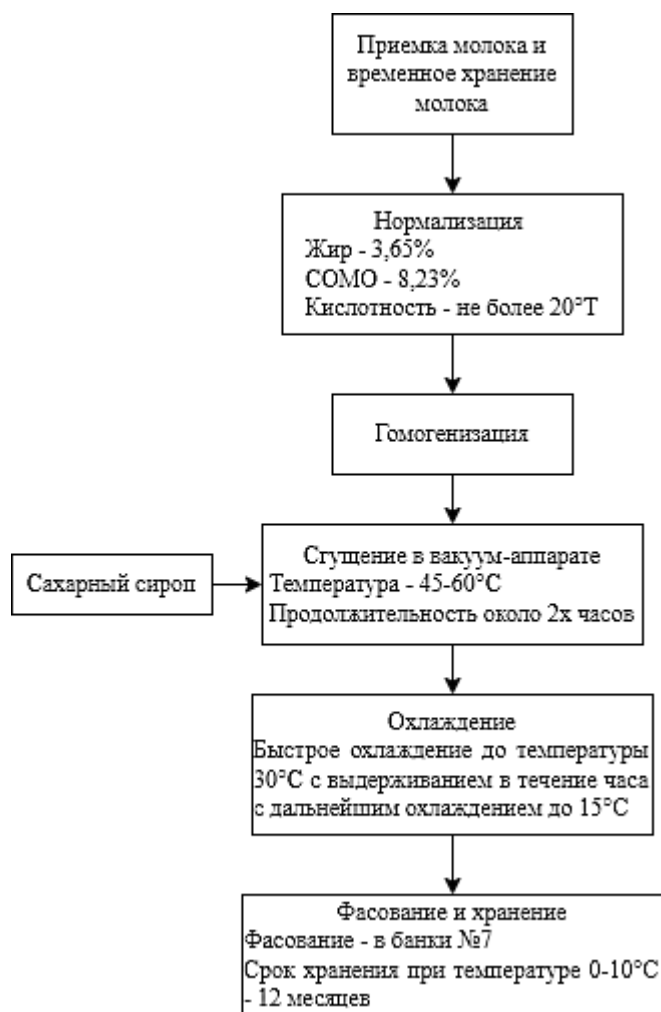 Приемка молока и
временное хранение
молока
Нормализация
Жир - 3,65%
СОМО - 8,23%
Кислотность - не более 20°Т
Гомогенизация
Сахарный сироп
Сгущение в вакуум-аппарате
Температура - 45-60°С
Продолжительность около 2х часов
Охлаждение
Быстрое охлаждение до температуры
30°С с выдерживанием в течение часа
с дальнейшим охлаждением до 15°С
Фасование и хранение
Фасование - в банки №7
Срок хранения при температуре 0-10°С
- 12 месяцев